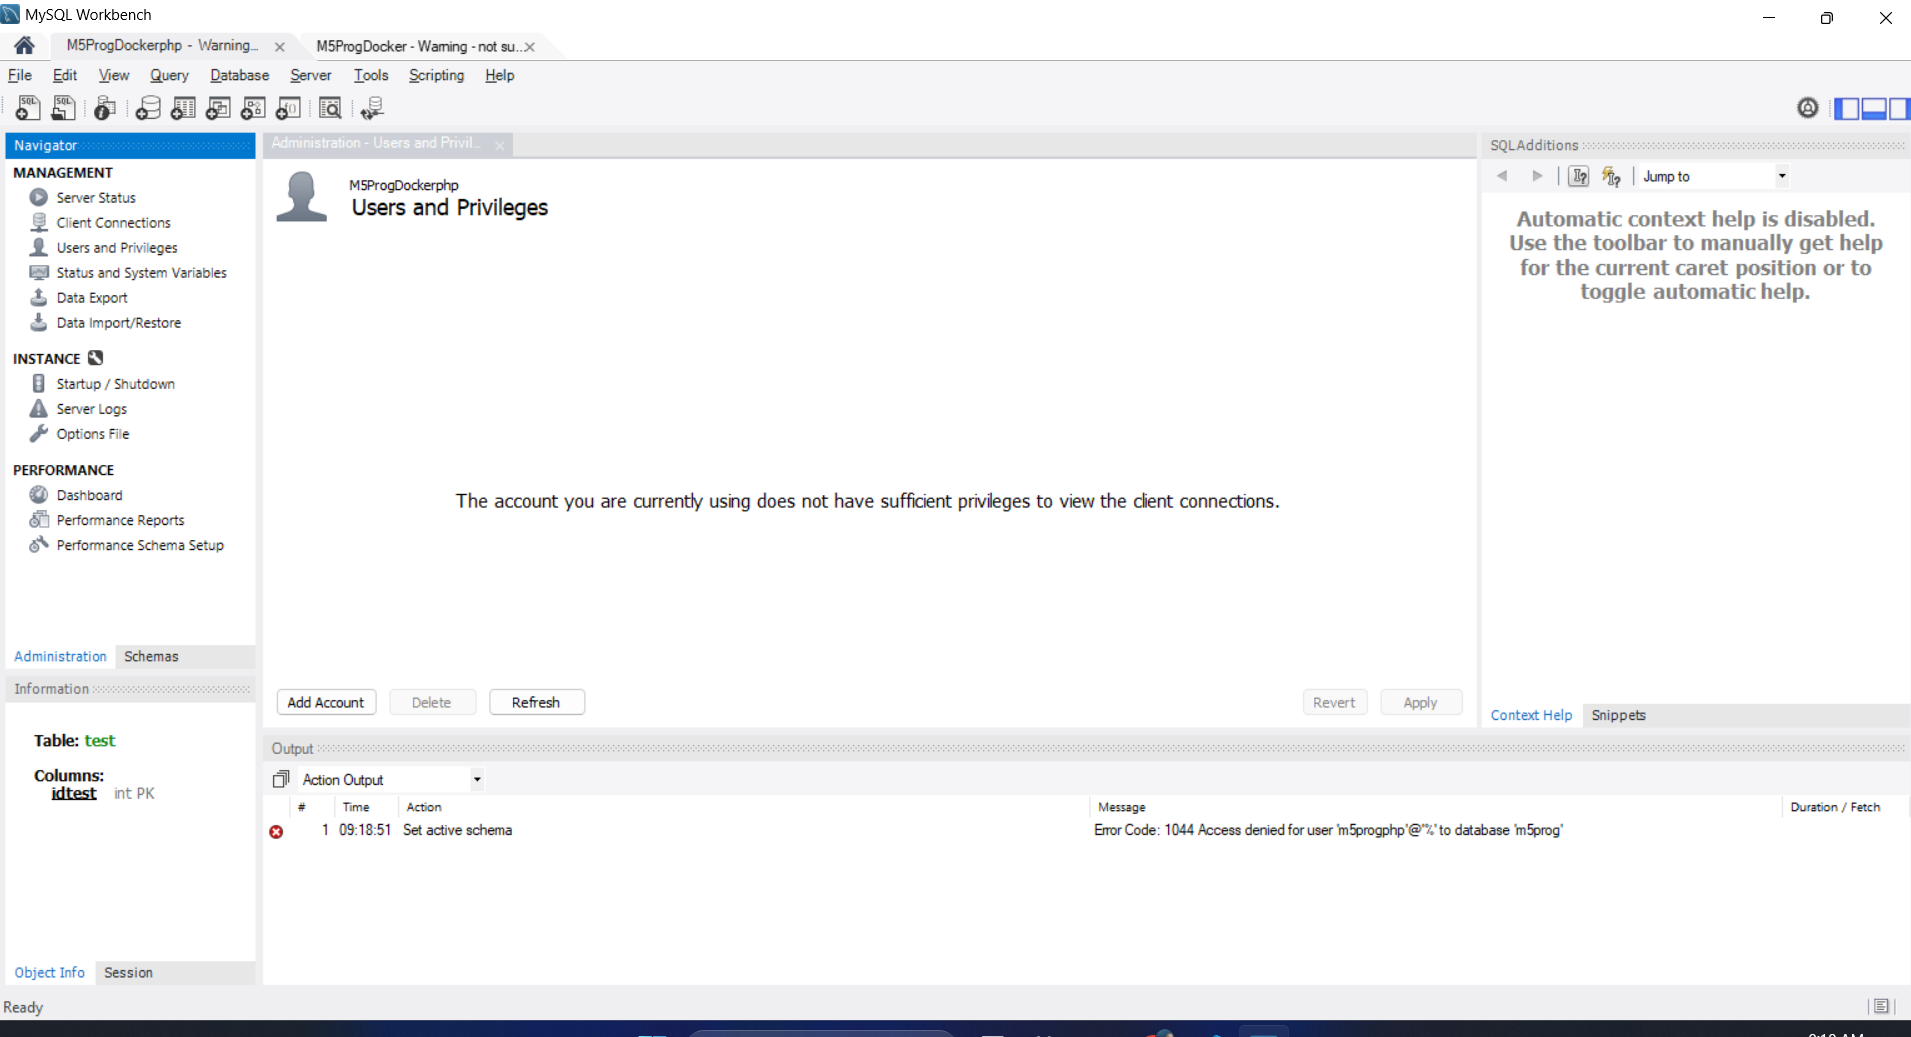 MySQL Workbench
M5ProgDockerphp - Warning... ×
M5ProgDocker - Warning - not su... ×
File Edit View Query Database Server Tools Scripting Help
Navigator
MANAGEMENT
Server Status
Client Connections
Users and Privileges
Status and System Variables
Data Export
Data Import/Restore
INSTANCE
Startup / Shutdown
Server Logs
Options File
PERFORMANCE
Dashboard
Performance Reports
Performance Schema Setup
Administration Schemas
Information
Table: test
Columns:
idtest int PK
Object Info Session
Administration - Users and Privil... ×
M5ProgDockerphp
Users and Privileges
The account you are currently using does not have sufficient privileges to view the client connections.
Add Account Delete Refresh Revert Apply
SQLAdditions
Jump to
Automatic context help is disabled.
Use the toolbar to manually get help
for the current caret position or to
toggle automatic help.
Context Help Snippets
Output
Action Output
# Time Action Message Duration / Fetch
1 09:18:51 Set active schema Error Code: 1044 Access denied for user 'm5progphp'@'%' to database 'm5prog'
Ready